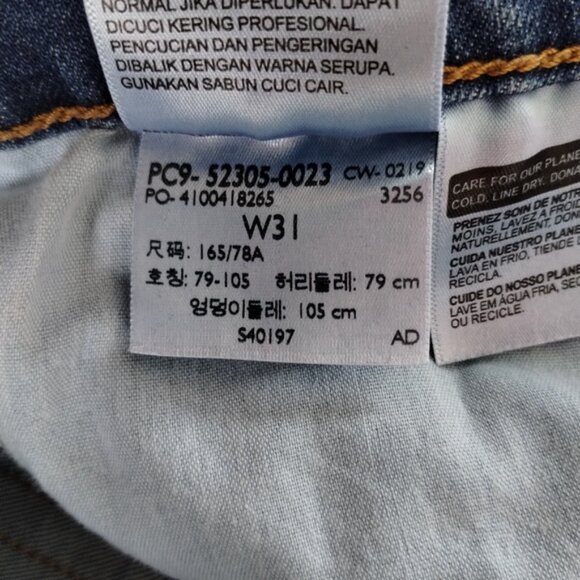 NORMAL JIKA DIPERLUKAN. DAPAT
DICUCI KERING PROFESIONAL.
PENCUCIAN DAN PENGERINGAN
DIBALIK DENGAN WARNA SERUPA.
GUNAKAN SABUN CUCI CAIR.
PC9- 52305-0023 CW- 0219
PO- 4100418265 3256
W31
尺码: 165/78A
호칭: 79-105 허리둘레: 79 cm
엉덩이둘레: 105 cm
S40197 AD
CARE FOR OUR PLANE
COLD, LINE DRY, DONA
PRENEZ SOIN DE NOTR
MOINS, LAVEZ À FROID
NATURELLEMENT
CUIDA NUESTRO PLANE
LAVA EN FRIO, TIENDE
RECICLA.
CUIDE DO NOSSO PLANE
LAVE EM ÁGUA FRIA, SEC
OU RECICLE.